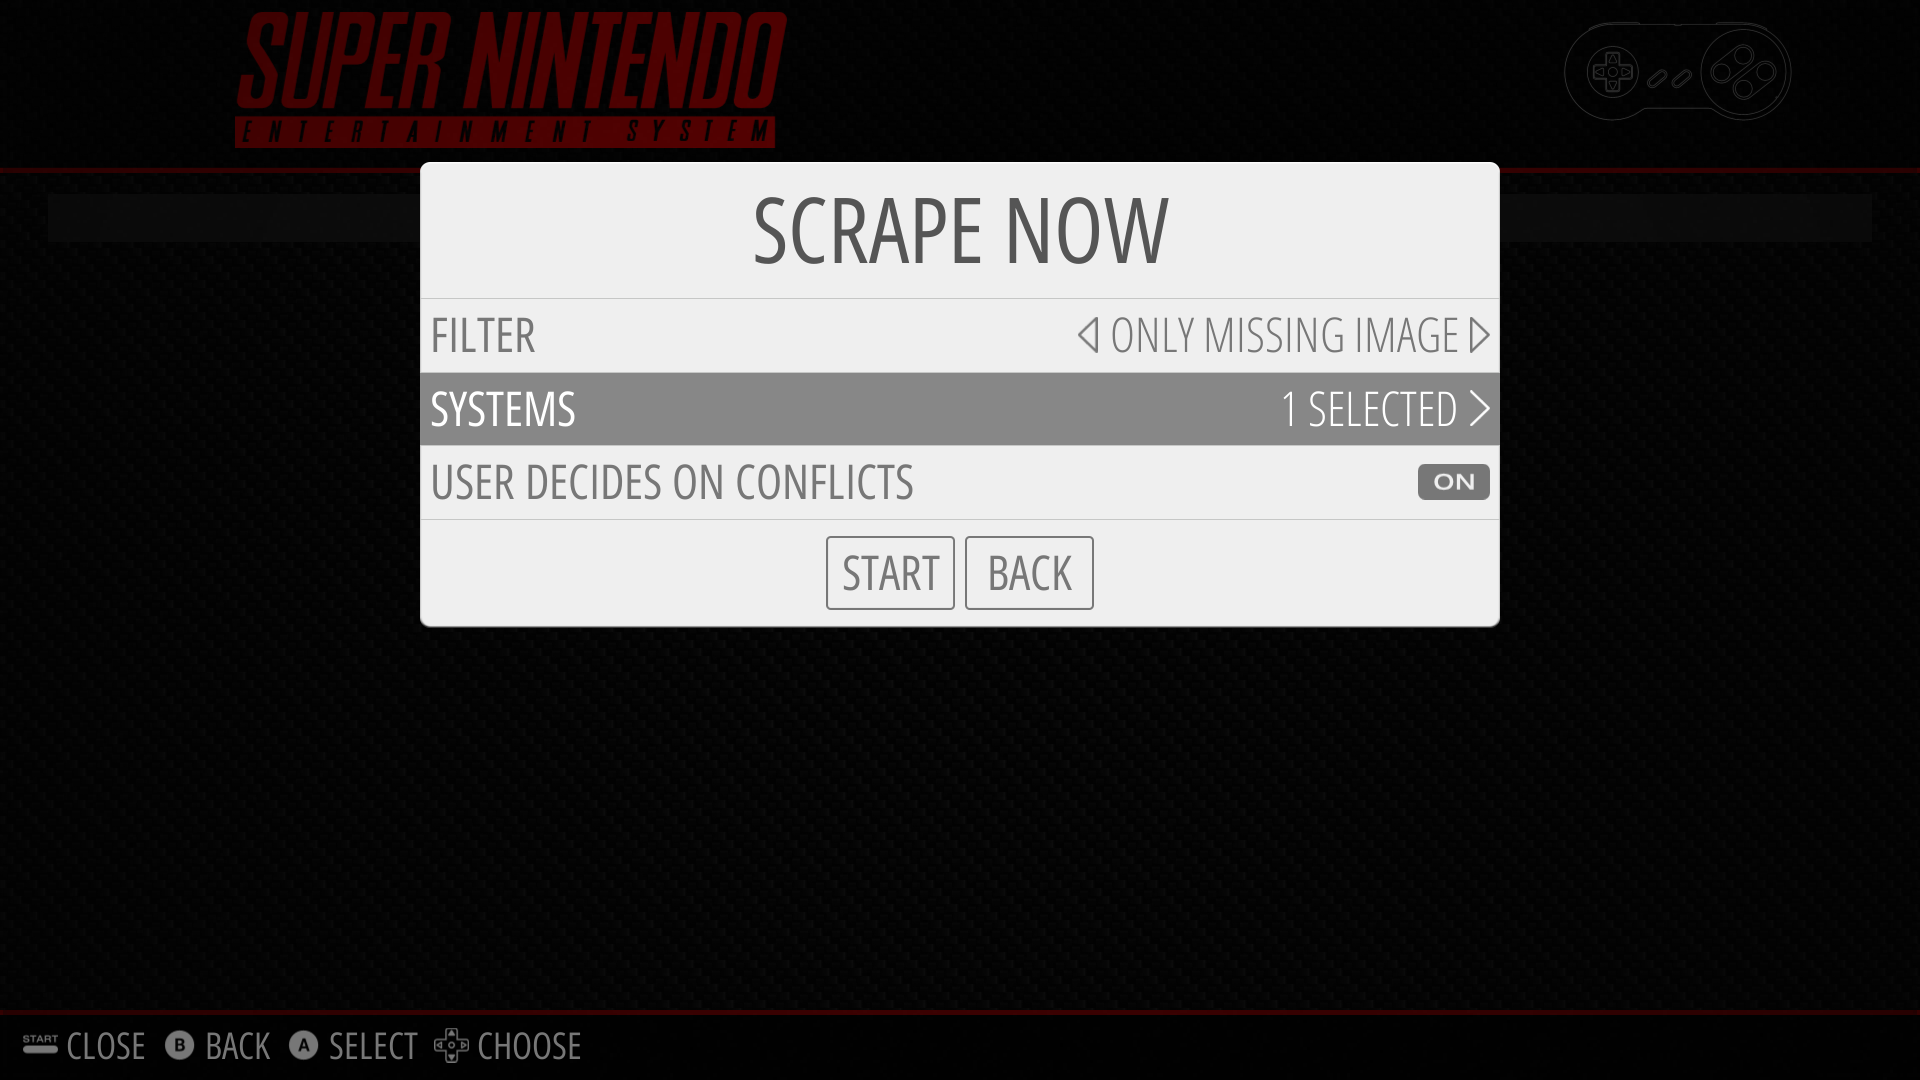 SUPER NINTENDO
ENTERTAINMENT SYSTEM
SCRAPE NOW
FILTER ONLY MISSING IMAGE
SYSTEMS 1 SELECTED
USER DECIDES ON CONFLICTS ON
START BACK
START CLOSE B BACK A SELECT CHOOSE